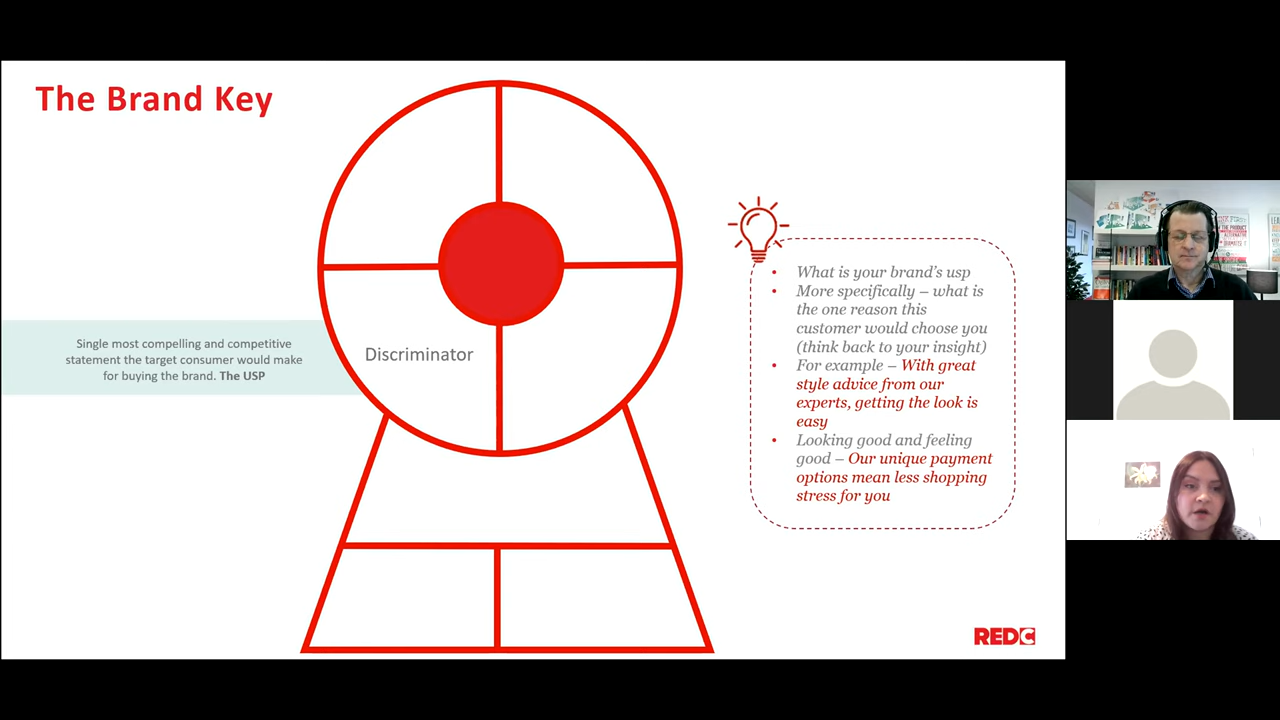 The Brand Key
Single most compelling and competitive
statement the target consumer would make
for buying the brand. The USP
Discriminator
• What is your brand's usp
• More specifically – what is
the one reason this
customer would choose you
(think back to your insight)
• For example – With great
style advice from our
experts, getting the look is
easy
• Looking good and feeling
good – Our unique payment
options mean less shopping
stress for you
REDC